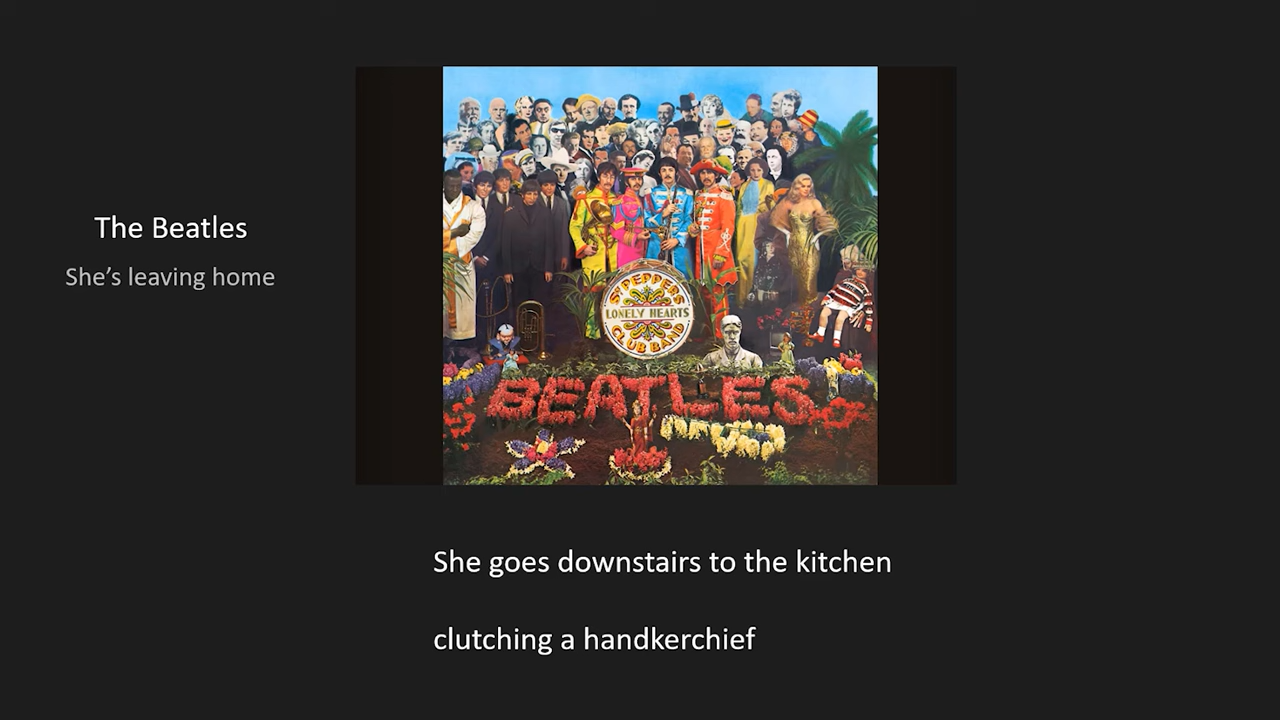 The Beatles
She's leaving home
SGT PEPPERS
LONELY HEARTS
CLUB BAND
BEATLES
She goes downstairs to the kitchen
clutching a handkerchief